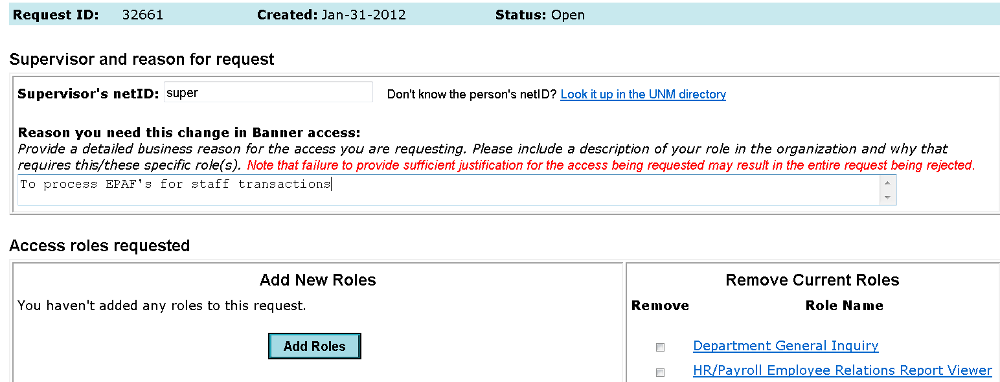 Request ID: 32661 Created: Jan-31-2012 Status: Open
Supervisor and reason for request
Supervisor's netID: super Don't know the person's netID? Look it up in the UNM directory
Reason you need this change in Banner access:
Provide a detailed business reason for the access you are requesting. Please include a description of your role in the organization and why that
requires this/these specific role(s). Note that failure to provide sufficient justification for the access being requested may result in the entire request being rejected.
To process EPAF's for staff transactions
Access roles requested
Add New Roles
You haven't added any roles to this request.
Add Roles
Remove Current Roles
Remove Role Name
Department General Inquiry
HR/Payroll Employee Relations Report Viewer